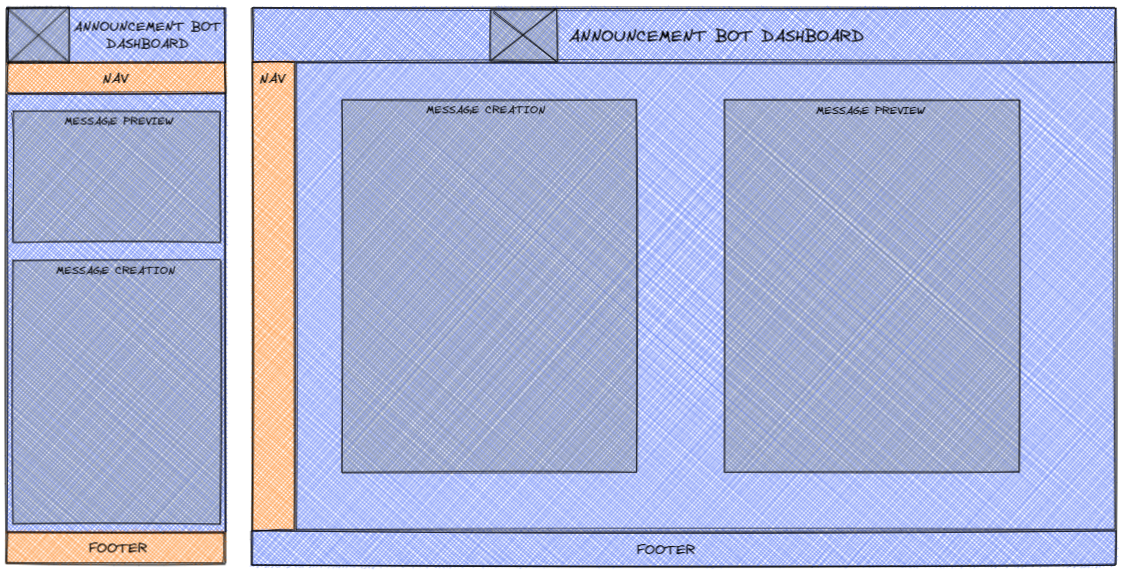 ANNOUNCEMENT BOT
DASHBOARD
NAV
MESSAGE PREVIEW
MESSAGE CREATION
FOOTER
ANNOUNCEMENT BOT DASHBOARD
NAV
MESSAGE CREATION
MESSAGE PREVIEW
FOOTER